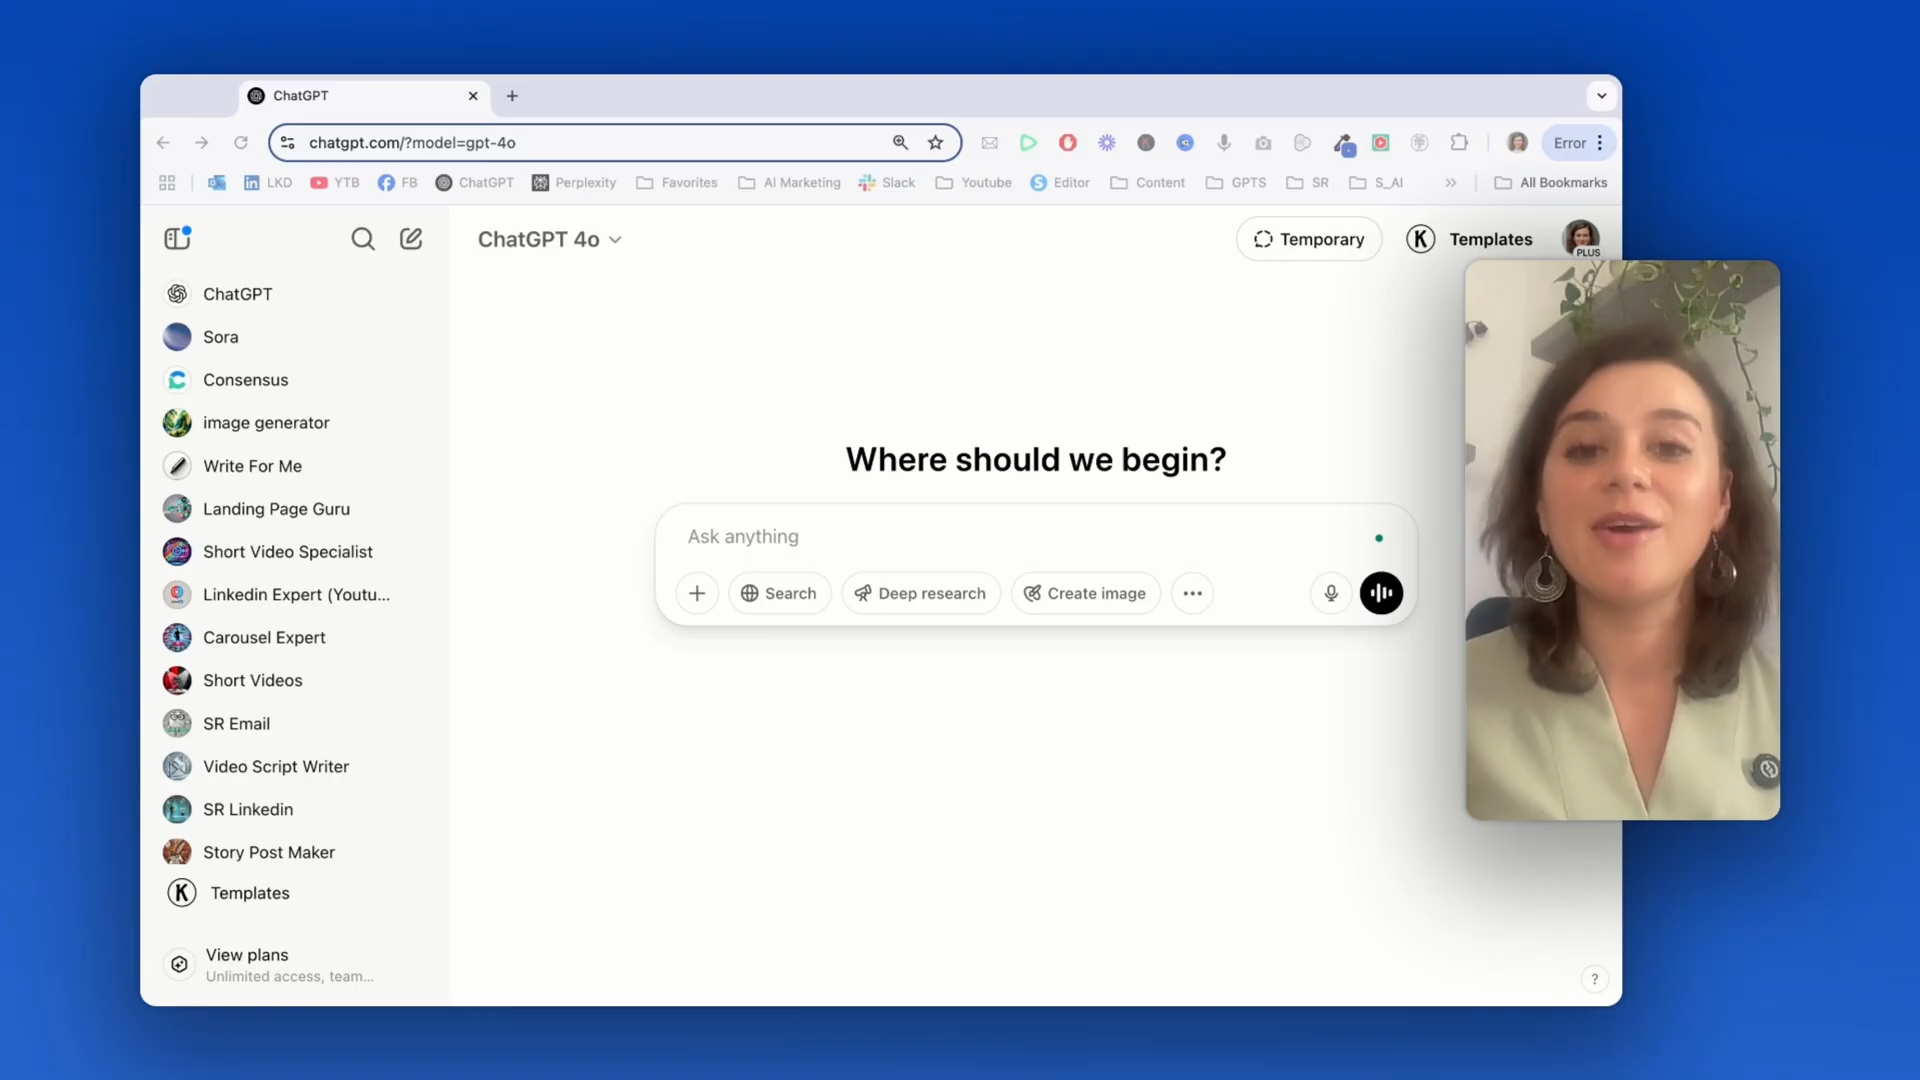 ChatGPT
chatgpt.com/?model=gpt-4o
Error
LKD
YTB
FB
ChatGPT
Perplexity
Favorites
AI Marketing
Slack
Youtube
Editor
Content
GPTS
SR
S_AI
All Bookmarks
ChatGPT 4o
Temporary
K
Templates
PLUS
ChatGPT
Sora
Consensus
image generator
Write For Me
Landing Page Guru
Short Video Specialist
Linkedin Expert (Youtu...
Carousel Expert
Short Videos
SR Email
Video Script Writer
SR Linkedin
Story Post Maker
K
Templates
View plans
Unlimited access, team...
Where should we begin?
Ask anything
Search
Deep research
Create image
?